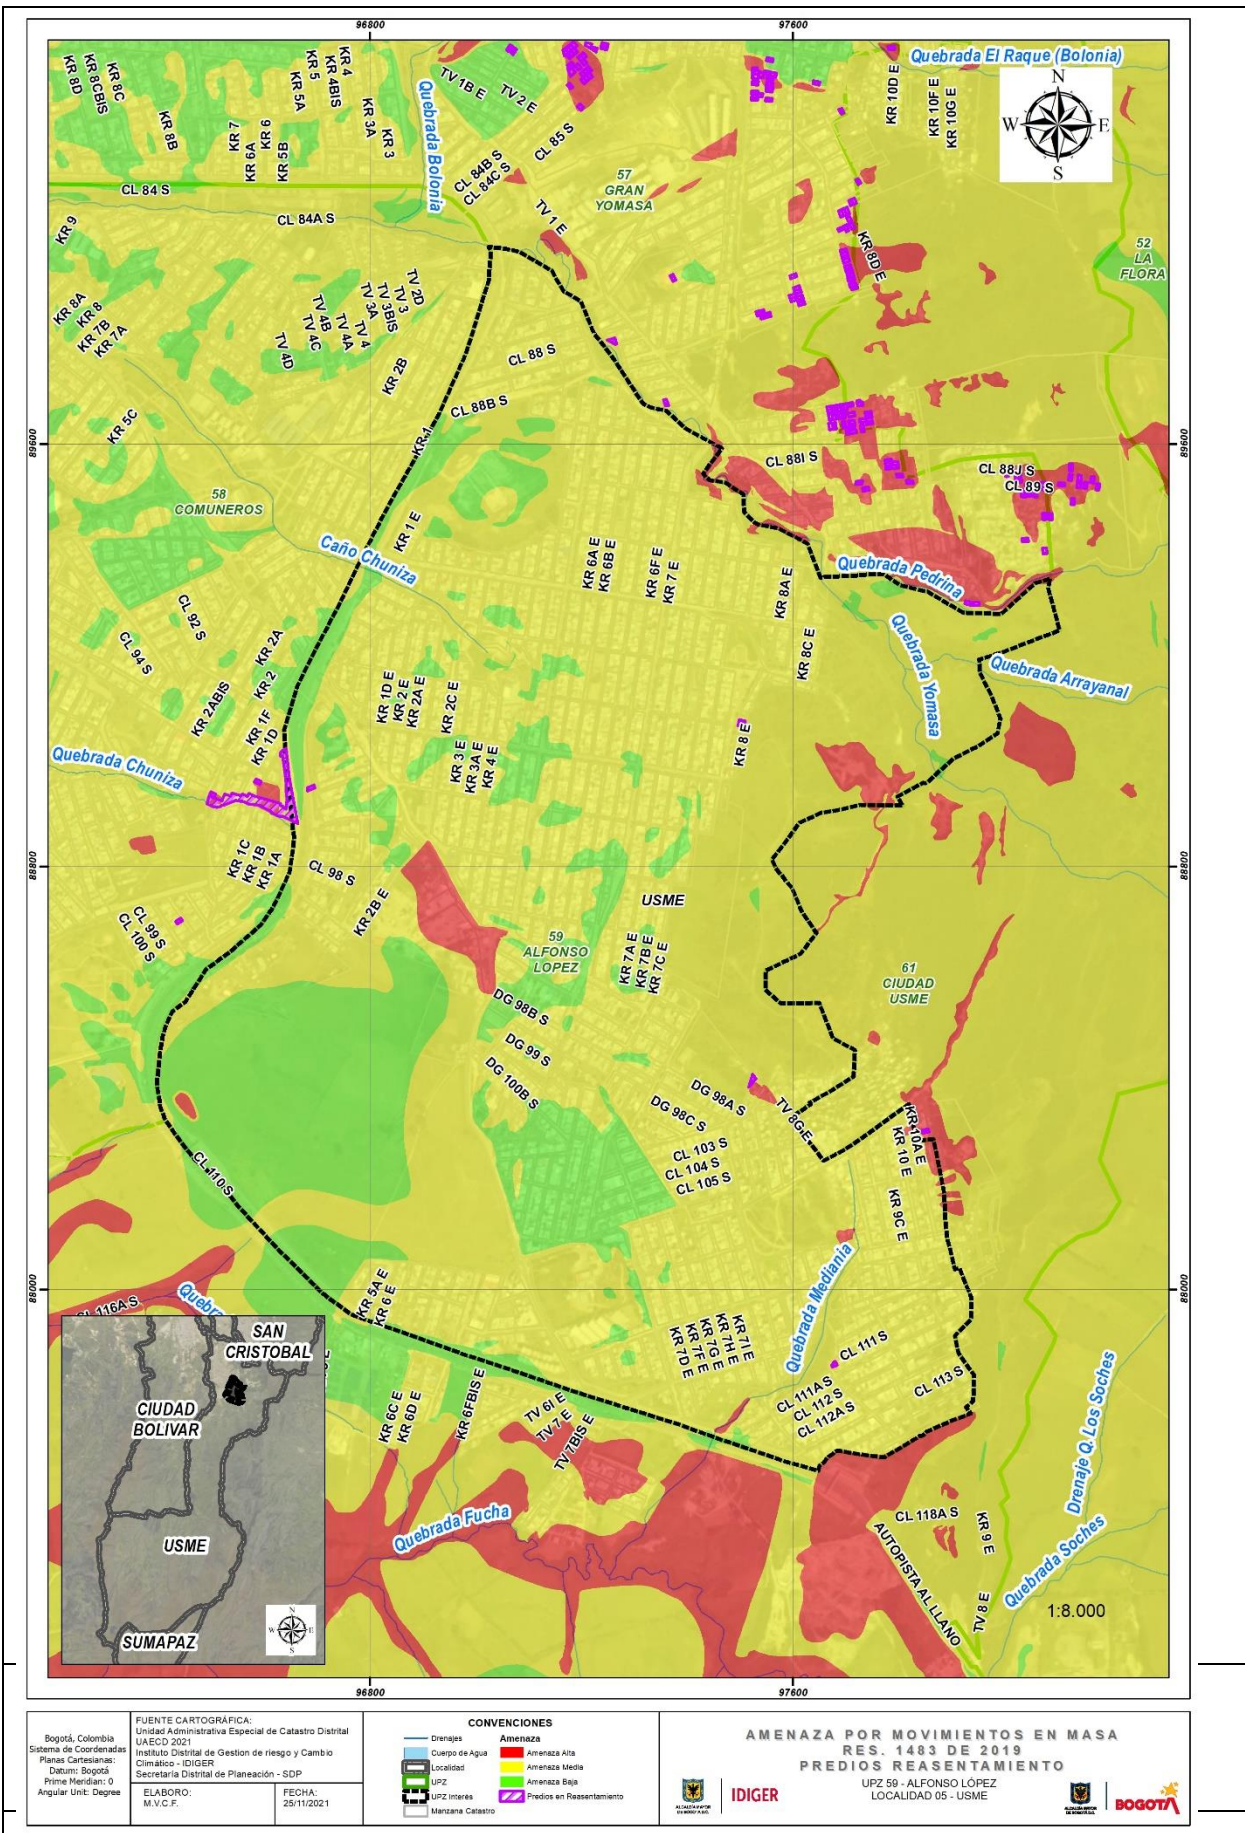 96800
97600
KR 8D
KR 8CBIS
KR 8C
KR 8B
KR 7
KR 6A
KR 6
KR 5B
KR 5A
KR 5
KR 4BIS
KR 4
KR 3A
KR 3
Quebrada Bolonia
TV 1B E
TV 2 E
CL 85 S
CL 84B S
CL 84C S
KR 10D E
KR 10F E
KR 10G E
Quebrada El Raque (Bolonia)
N
W
E
S
57
GRAN
YOMASA
CL 84 S
CL 84A S
TV 1 E
KR 9
KR 8D E
52
LA
FLORA
KR 8A
KR 8
KR 7B
KR 7A
TV 4D
TV 4C
TV 4B
TV 4A
TV 4
TV 3A
TV 3BIS
TV 3
TV 2D
KR 2B
CL 88 S
CL 88B S
KR 5C
KR 1
89600
89600
CL 88I S
CL 88J S
CL 89 S
58
COMUNEROS
KR 1 E
Caño Chuniza
KR 6A E
KR 6B E
KR 6F E
KR 7 E
KR 8A E
Quebrada Pedrina
CL 92 S
CL 94 S
KR 2A
KR 2
KR 2ABIS
KR 1F
KR 1D
KR 8C E
Quebrada Yomasa
Quebrada Arrayanal
KR 1D E
KR 2 E
KR 2A E
KR 2C E
KR 3 E
KR 3A E
KR 4 E
KR 8 E
Quebrada Chuniza
88800
88800
KR 1C
KR 1B
KR 1A
CL 98 S
KR 2B E
USME
CL 99 S
CL 100 S
59
ALFONSO
LOPEZ
KR 7A E
KR 7B E
KR 7C E
61
CIUDAD
USME
DG 98B S
DG 99 S
DG 100B S
DG 98A S
DG 98C S
TV 8G E
CL 103 S
CL 104 S
CL 105 S
KR 10A E
KR 10 E
KR 9C E
CL 110 S
Quebrada Mediania
88000
88000
KR 5A E
KR 6 E
CL 116A S
KR 7D E
KR 7F E
KR 7G E
KR 7H E
KR 7I E
CL 111 S
CL 111A S
CL 112 S
CL 112A S
CL 113 S
KR 6C E
KR 6D E
KR 6FBIS E
TV 6I E
TV 7 E
TV 7BIS E
Quebrada Fucha
CL 118A S
KR 9 E
AUTOPISTA AL LLANO
TV 8 E
Quebrada Soches
Drenaje Q. Los Soches
1:8.000
SAN
CRISTOBAL
CIUDAD
BOLIVAR
USME
SUMAPAZ
N
W
E
S
96800
97600
Bogotá, Colombia
Sistema de Coordenadas
Planas Cartesianas:
Datum: Bogotá
Prime Meridian: 0
Angular Unit: Degree
FUENTE CARTOGRÁFICA:
Unidad Administrativa Especial de Catastro Distrital
UAECD 2021
Instituto Distrital de Gestion de riesgo y Cambio
Climático - IDIGER
Secretaría Distrital de Planeación - SDP
ELABORO:
M.V.C.F.
FECHA:
25/11/2021
CONVENCIONES
Drenajes
Cuerpo de Agua
Localidad
UPZ
UPZ Interés
Manzana Catastro
Amenaza
Amenaza Alta
Amenaza Media
Amenaza Baja
Predios en Reasentamiento
AMENAZA POR MOVIMIENTOS EN MASA
RES. 1483 DE 2019
PREDIOS REASENTAMIENTO
UPZ 59 - ALFONSO LÓPEZ
LOCALIDAD 05 - USME
ALCALDÍA MAYOR
DE BOGOTÁ D.C.
IDIGER
ALCALDÍA MAYOR
DE BOGOTÁ D.C.
BOGOTÁ